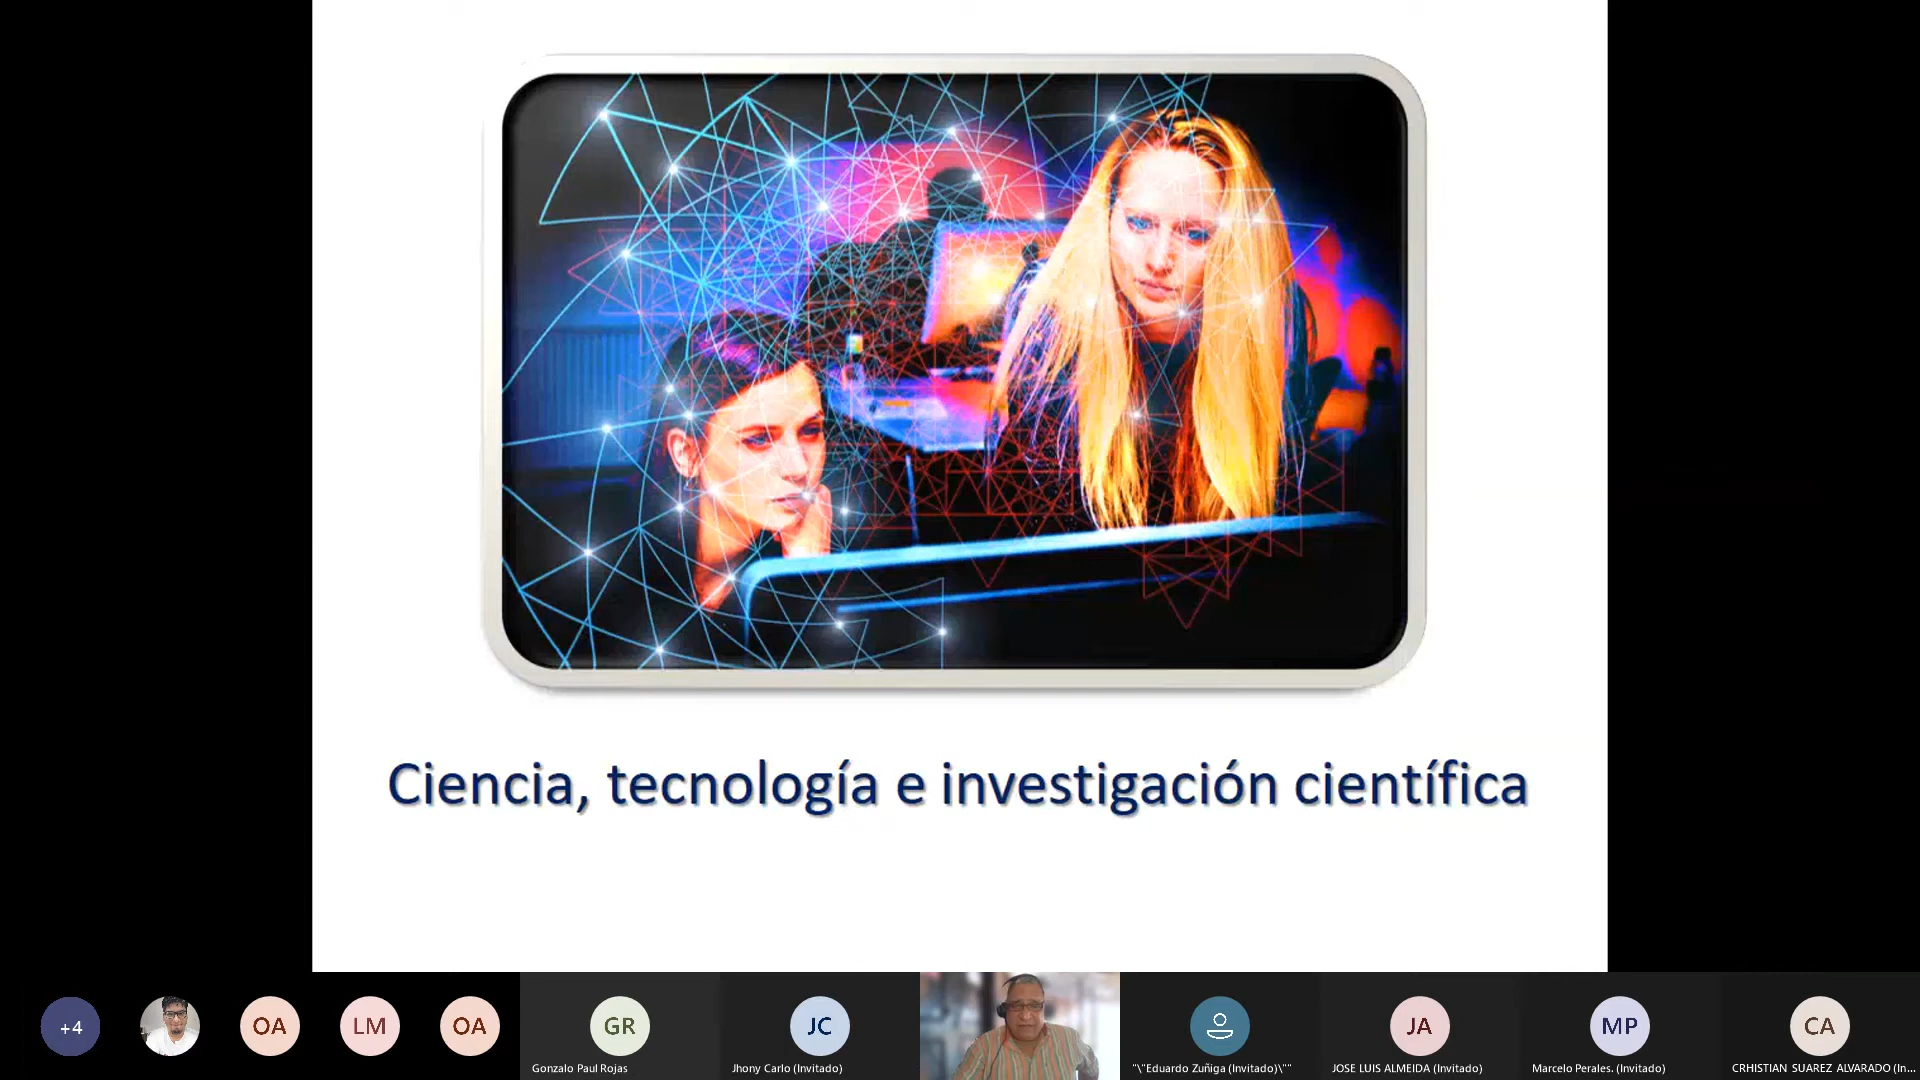 Ciencia, tecnología e investigación científica
+4
OA
LM
OA
GR
Gonzalo Paul Rojas
JC
Jhony Carlo (Invitado)
"\"Eduardo Zuñiga (Invitado)\""
JA
JOSE LUIS ALMEIDA (Invitado)
MP
Marcelo Perales. (Invitado)
CA
CRHISTIAN SUAREZ ALVARADO (In...